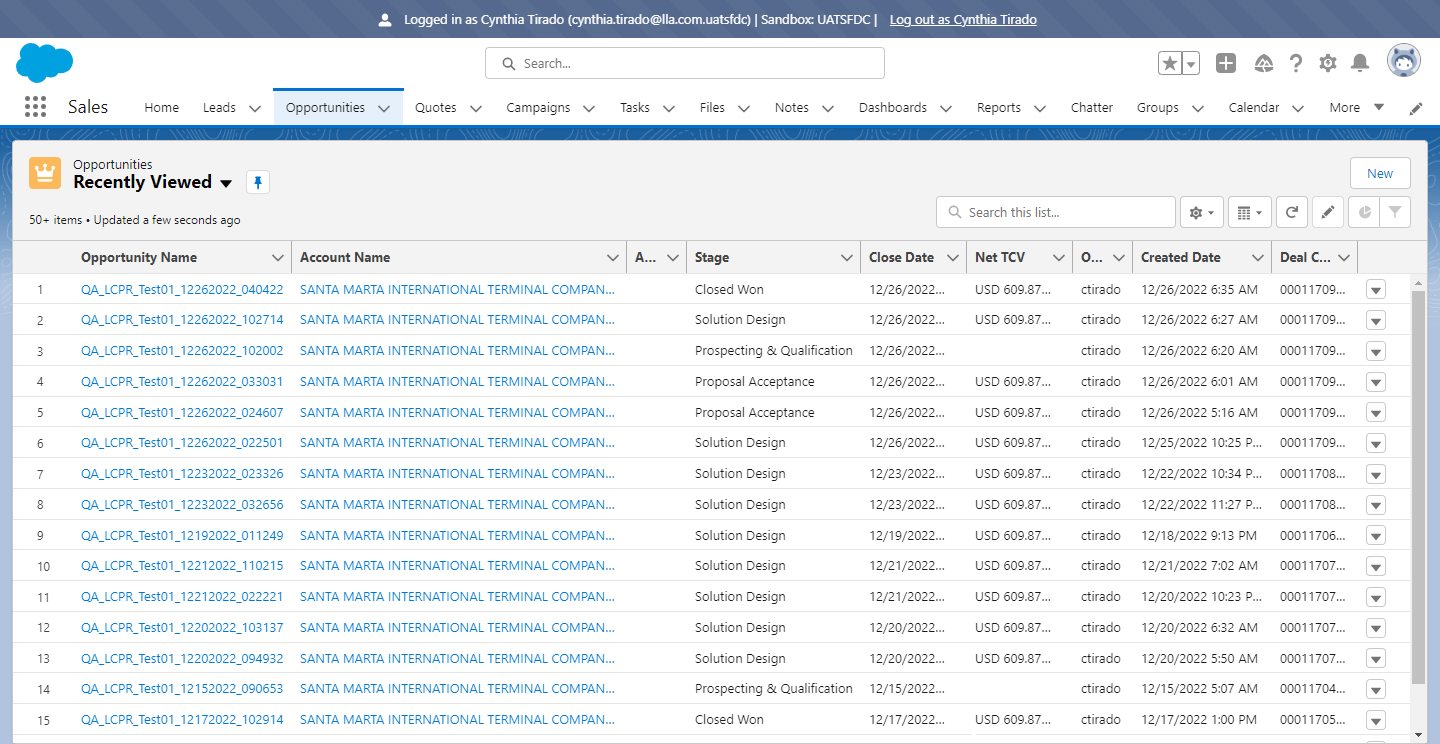 Logged in as Cynthia Tirado (cynthia.tirado@lla.com.uatsfdc) | Sandbox: UATSFDC | Log out as Cynthia Tirado
Search...
Sales Home Leads Opportunities Quotes Campaigns Tasks Files Notes Dashboards Reports Chatter Groups Calendar More
Opportunities
Recently Viewed
New
50+ items • Updated a few seconds ago
Search this list...
Opportunity Name Account Name A... Stage Close Date Net TCV O... Created Date Deal C...
1 QA_LCPR_Test01_12262022_040422 SANTA MARTA INTERNATIONAL TERMINAL COMPAN... Closed Won 12/26/2022... USD 609.87... ctirado 12/26/2022 6:35 AM 00011709...
2 QA_LCPR_Test01_12262022_102714 SANTA MARTA INTERNATIONAL TERMINAL COMPAN... Solution Design 12/26/2022... USD 609.87... ctirado 12/26/2022 6:27 AM 00011709...
3 QA_LCPR_Test01_12262022_102002 SANTA MARTA INTERNATIONAL TERMINAL COMPAN... Prospecting & Qualification 12/26/2022... ctirado 12/26/2022 6:20 AM 00011709...
4 QA_LCPR_Test01_12262022_033031 SANTA MARTA INTERNATIONAL TERMINAL COMPAN... Proposal Acceptance 12/26/2022... USD 609.87... ctirado 12/26/2022 6:01 AM 00011709...
5 QA_LCPR_Test01_12262022_024607 SANTA MARTA INTERNATIONAL TERMINAL COMPAN... Proposal Acceptance 12/26/2022... USD 609.87... ctirado 12/26/2022 5:16 AM 00011709...
6 QA_LCPR_Test01_12262022_022501 SANTA MARTA INTERNATIONAL TERMINAL COMPAN... Solution Design 12/26/2022... USD 609.87... ctirado 12/25/2022 10:25 P... 00011709...
7 QA_LCPR_Test01_12232022_023326 SANTA MARTA INTERNATIONAL TERMINAL COMPAN... Solution Design 12/23/2022... USD 609.87... ctirado 12/22/2022 10:34 P... 00011708...
8 QA_LCPR_Test01_12232022_032656 SANTA MARTA INTERNATIONAL TERMINAL COMPAN... Solution Design 12/23/2022... USD 609.87... ctirado 12/22/2022 11:27 P... 00011708...
9 QA_LCPR_Test01_12192022_011249 SANTA MARTA INTERNATIONAL TERMINAL COMPAN... Solution Design 12/19/2022... USD 609.87... ctirado 12/18/2022 9:13 PM 00011706...
10 QA_LCPR_Test01_12212022_110215 SANTA MARTA INTERNATIONAL TERMINAL COMPAN... Solution Design 12/21/2022... USD 609.87... ctirado 12/21/2022 7:02 AM 00011707...
11 QA_LCPR_Test01_12212022_022221 SANTA MARTA INTERNATIONAL TERMINAL COMPAN... Solution Design 12/21/2022... USD 609.87... ctirado 12/20/2022 10:23 P... 00011707...
12 QA_LCPR_Test01_12202022_103137 SANTA MARTA INTERNATIONAL TERMINAL COMPAN... Solution Design 12/20/2022... USD 609.87... ctirado 12/20/2022 6:32 AM 00011707...
13 QA_LCPR_Test01_12202022_094932 SANTA MARTA INTERNATIONAL TERMINAL COMPAN... Solution Design 12/20/2022... USD 609.87... ctirado 12/20/2022 5:50 AM 00011707...
14 QA_LCPR_Test01_12152022_090653 SANTA MARTA INTERNATIONAL TERMINAL COMPAN... Prospecting & Qualification 12/15/2022... ctirado 12/15/2022 5:07 AM 00011704...
15 QA_LCPR_Test01_12172022_102914 SANTA MARTA INTERNATIONAL TERMINAL COMPAN... Closed Won 12/17/2022... USD 609.87... ctirado 12/17/2022 1:00 PM 00011705...